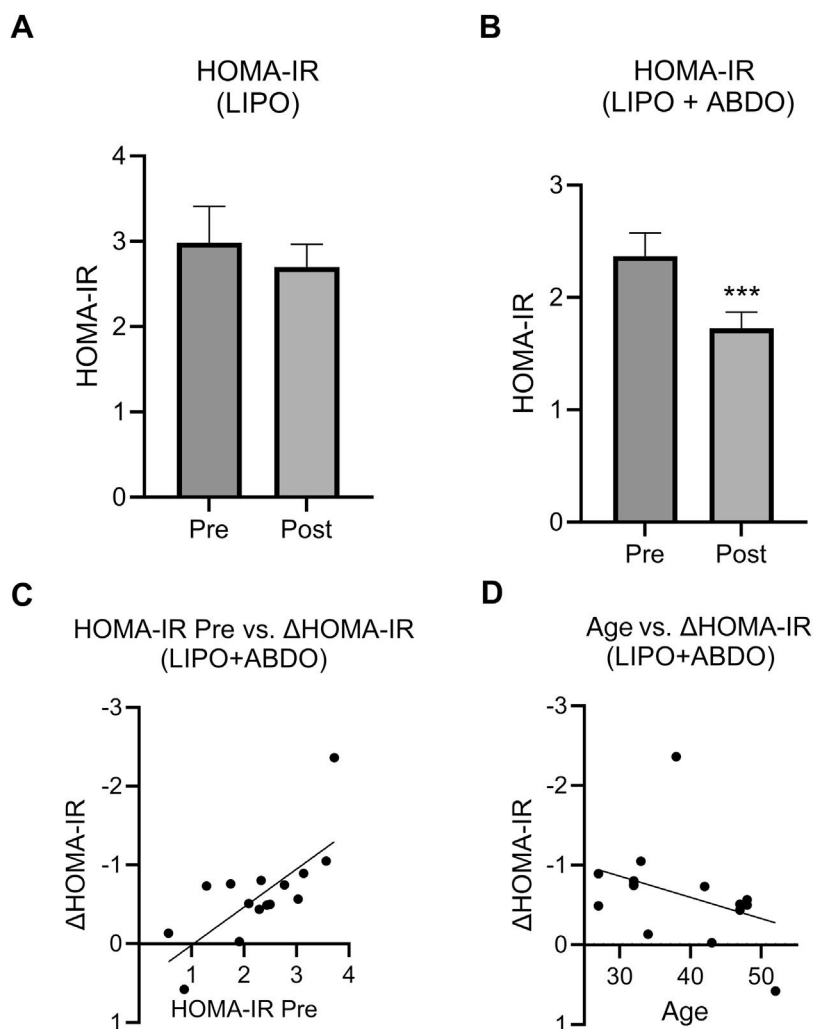 A
HOMA-IR
(LIPO)
HOMA-IR
4
3
2
1
0
Pre Post
B
HOMA-IR
(LIPO + ABDO)
HOMA-IR
3
2
1
0
***
Pre Post
C
HOMA-IR Pre vs. ΔHOMA-IR
(LIPO+ABDO)
ΔHOMA-IR
-3
-2
-1
0
1
1 2 3 4
HOMA-IR Pre
D
Age vs. ΔHOMA-IR
(LIPO+ABDO)
ΔHOMA-IR
-3
-2
-1
0
1
30 40 50
Age